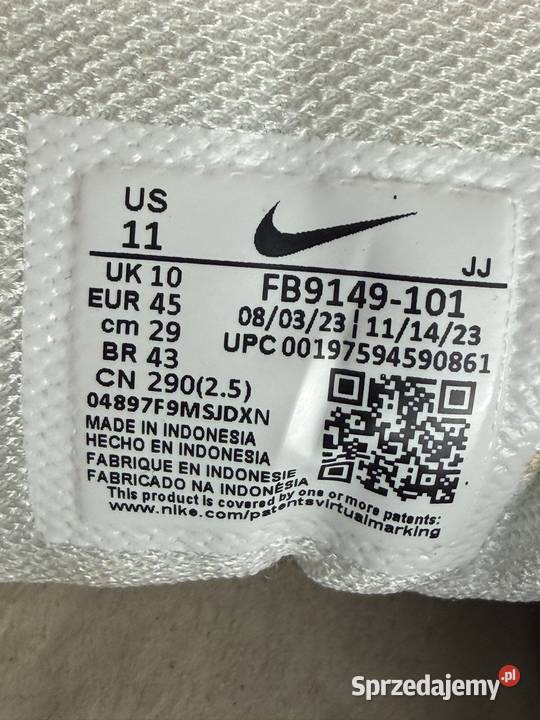 US
11
JJ
UK 10
EUR 45
cm 29
BR 43
CN 290(2.5)
FB9149-101
08/03/23 | 11/14/23
UPC 00197594590861
04897F9MSJDXN
MADE IN INDONESIA
HECHO EN INDONESIA
FABRIQUE EN INDONESIE
FABRICADO NA INDONÉSIA
This product is covered by one or more patents:
www.nike.com/patentsvirtualmarking
Sprzedajemy.pl